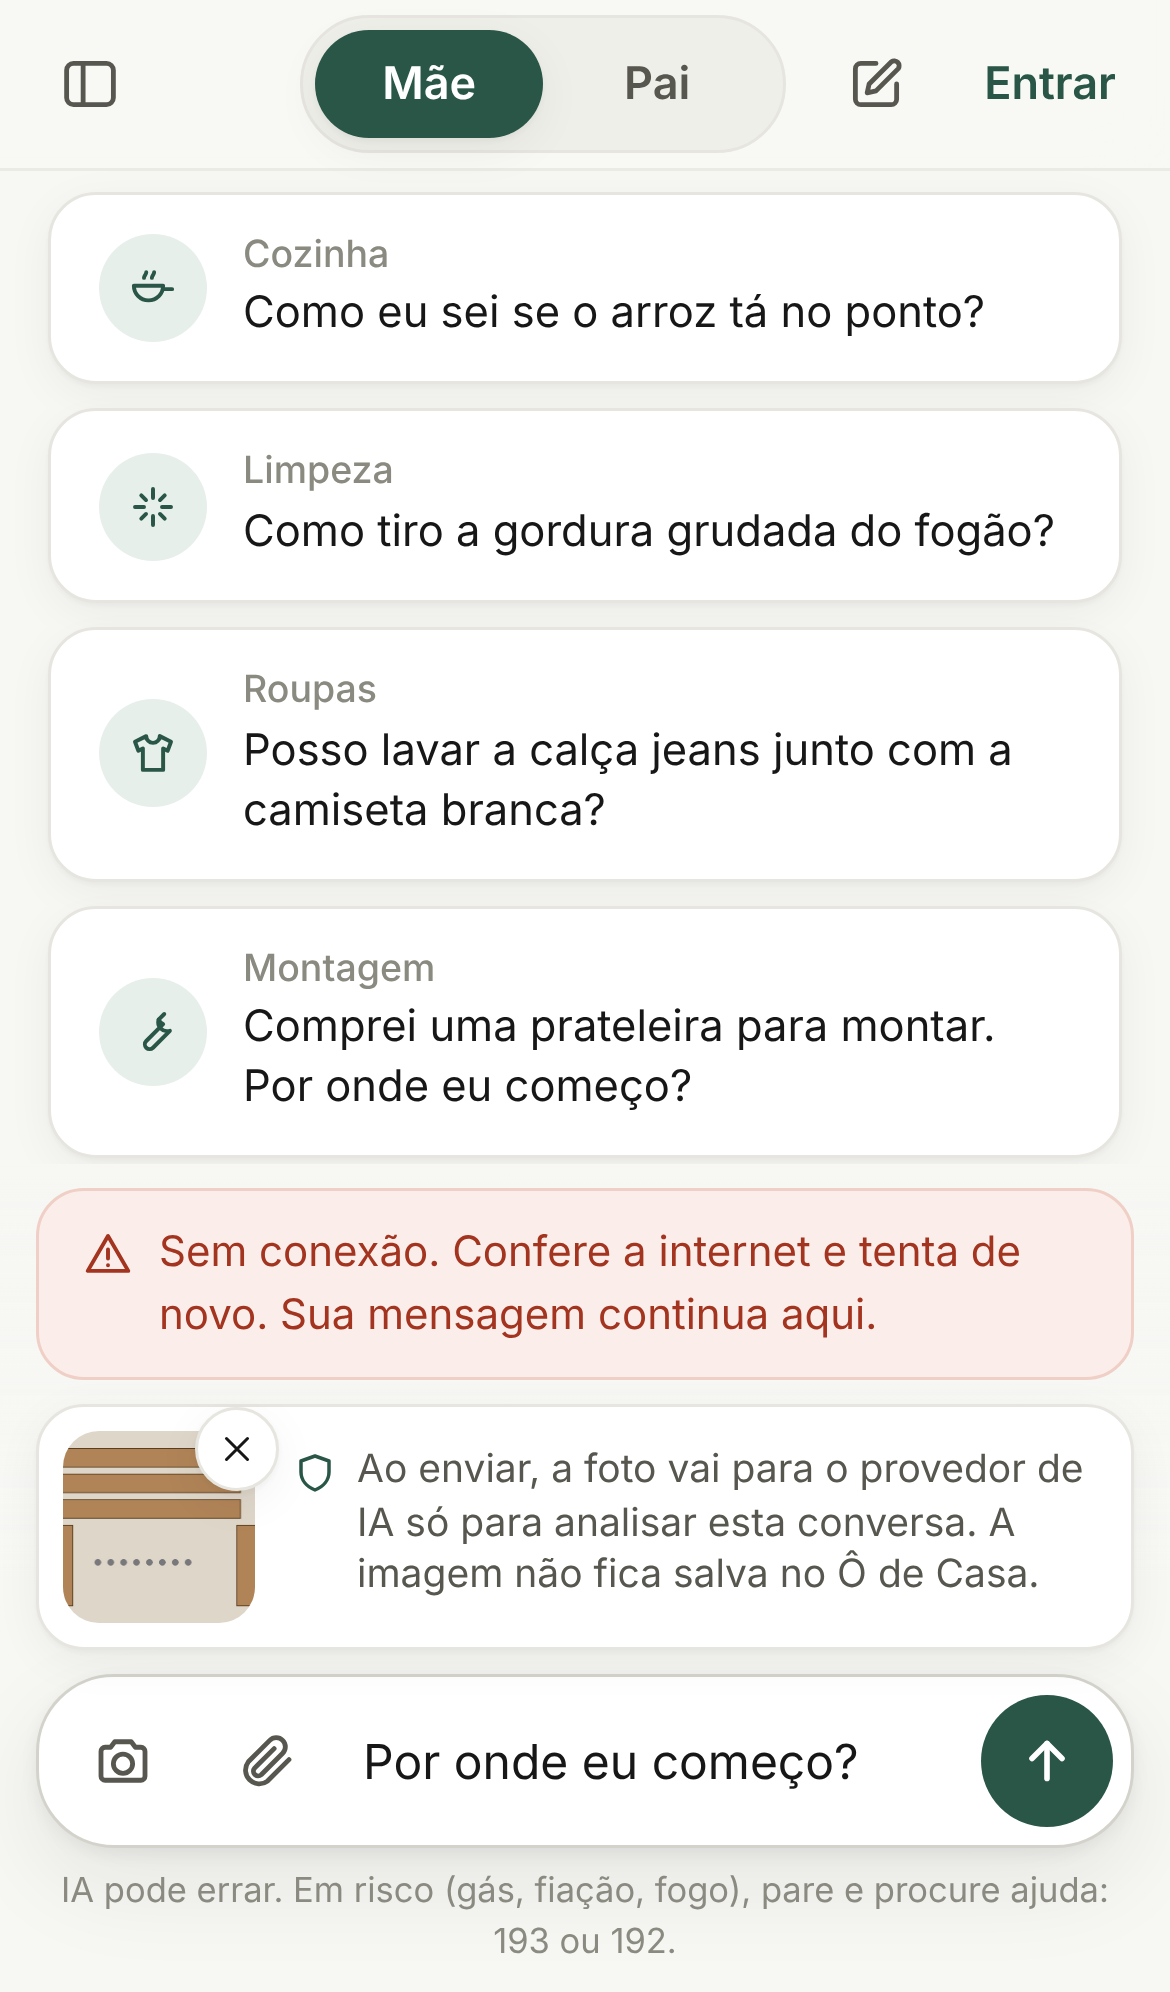 Mãe
Pai
Entrar
Cozinha
Como eu sei se o arroz tá no ponto?
Limpeza
Como tiro a gordura grudada do fogão?
Roupas
Posso lavar a calça jeans junto com a
camiseta branca?
Montagem
Comprei uma prateleira para montar.
Por onde eu começo?
Sem conexão. Confere a internet e tenta de
novo. Sua mensagem continua aqui.
Ao enviar, a foto vai para o provedor de
IA só para analisar esta conversa. A
imagem não fica salva no Ô de Casa.
Por onde eu começo?
IA pode errar. Em risco (gás, fiação, fogo), pare e procure ajuda:
193 ou 192.